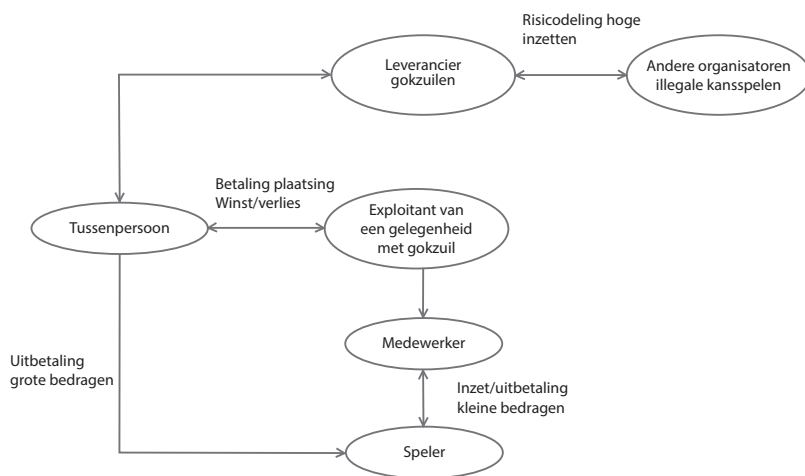 Risicodeling hoge
inzetten
Leverancier
gokzuilen
Andere organisatoren
illegale kansspelen
Betaling plaatsing
Winst/verlies
Tussenpersoon
Exploitant van
een gelegenheid
met gokzuil
Uitbetaling
grote bedragen
Medewerker
Inzet/uitbetaling
kleine bedragen
Speler